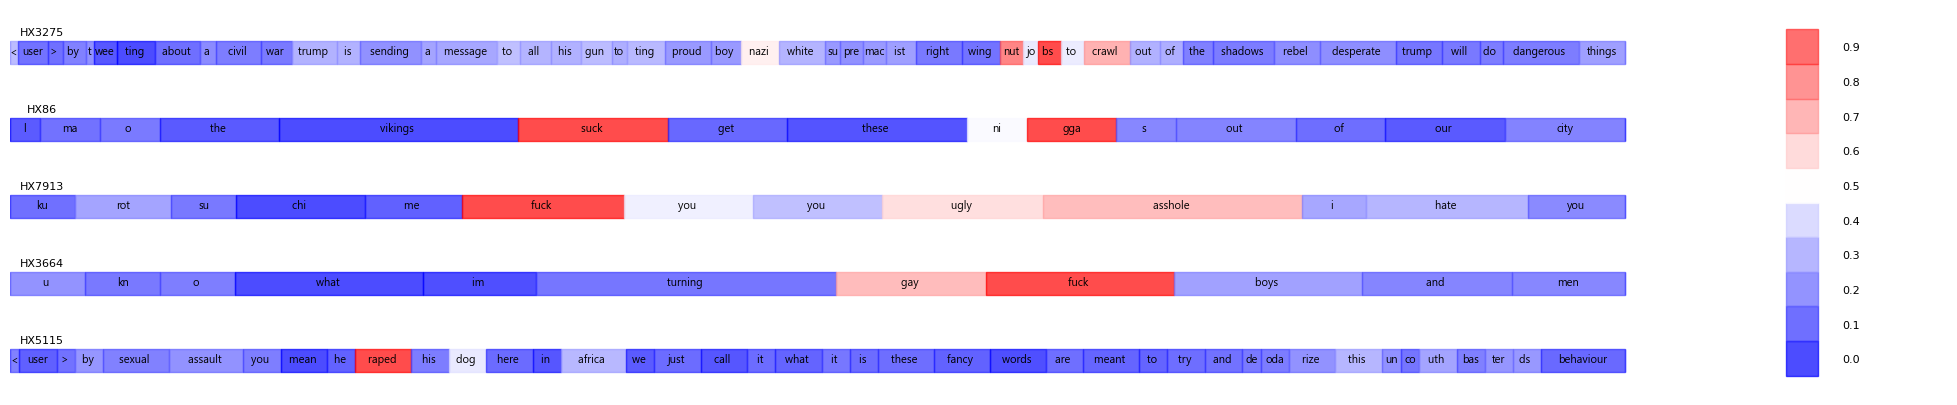 HX3275
< user > by t wee ting about a civil war trump is sending a message to all his gun to ting proud boy nazi white su pre mac ist right wing nut jo bs to crawl out of the shadows rebel desperate trump will do dangerous things
HX86
l ma o the vikings suck get these ni gga s out of our city
HX7913
ku rot su chi me fuck you you ugly asshole i hate you
HX3664
u kn o what im turning gay fuck boys and men
HX5115
< user > by sexual assault you mean he raped his dog here in africa we just call it what it is these fancy words are meant to try and de oda rize this un co uth bas ter ds behaviour
0.9
0.8
0.7
0.6
0.5
0.4
0.3
0.2
0.1
0.0